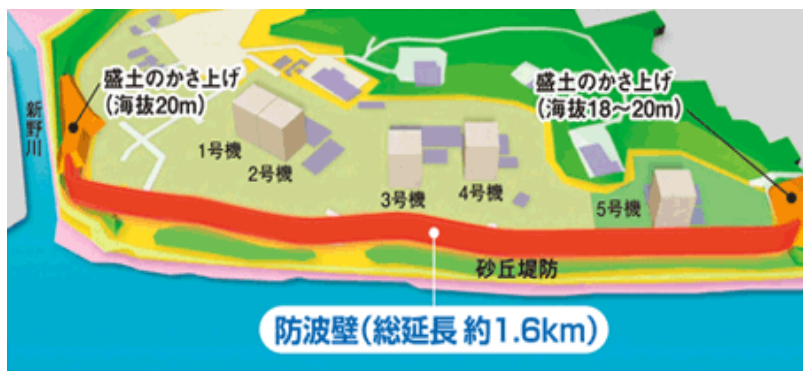 盛土のかさ上げ
(海抜20m)
盛土のかさ上げ
(海抜18〜20m)
新野川
1号機
2号機
3号機
4号機
5号機
砂丘堤防
防波壁(総延長 約1.6km)